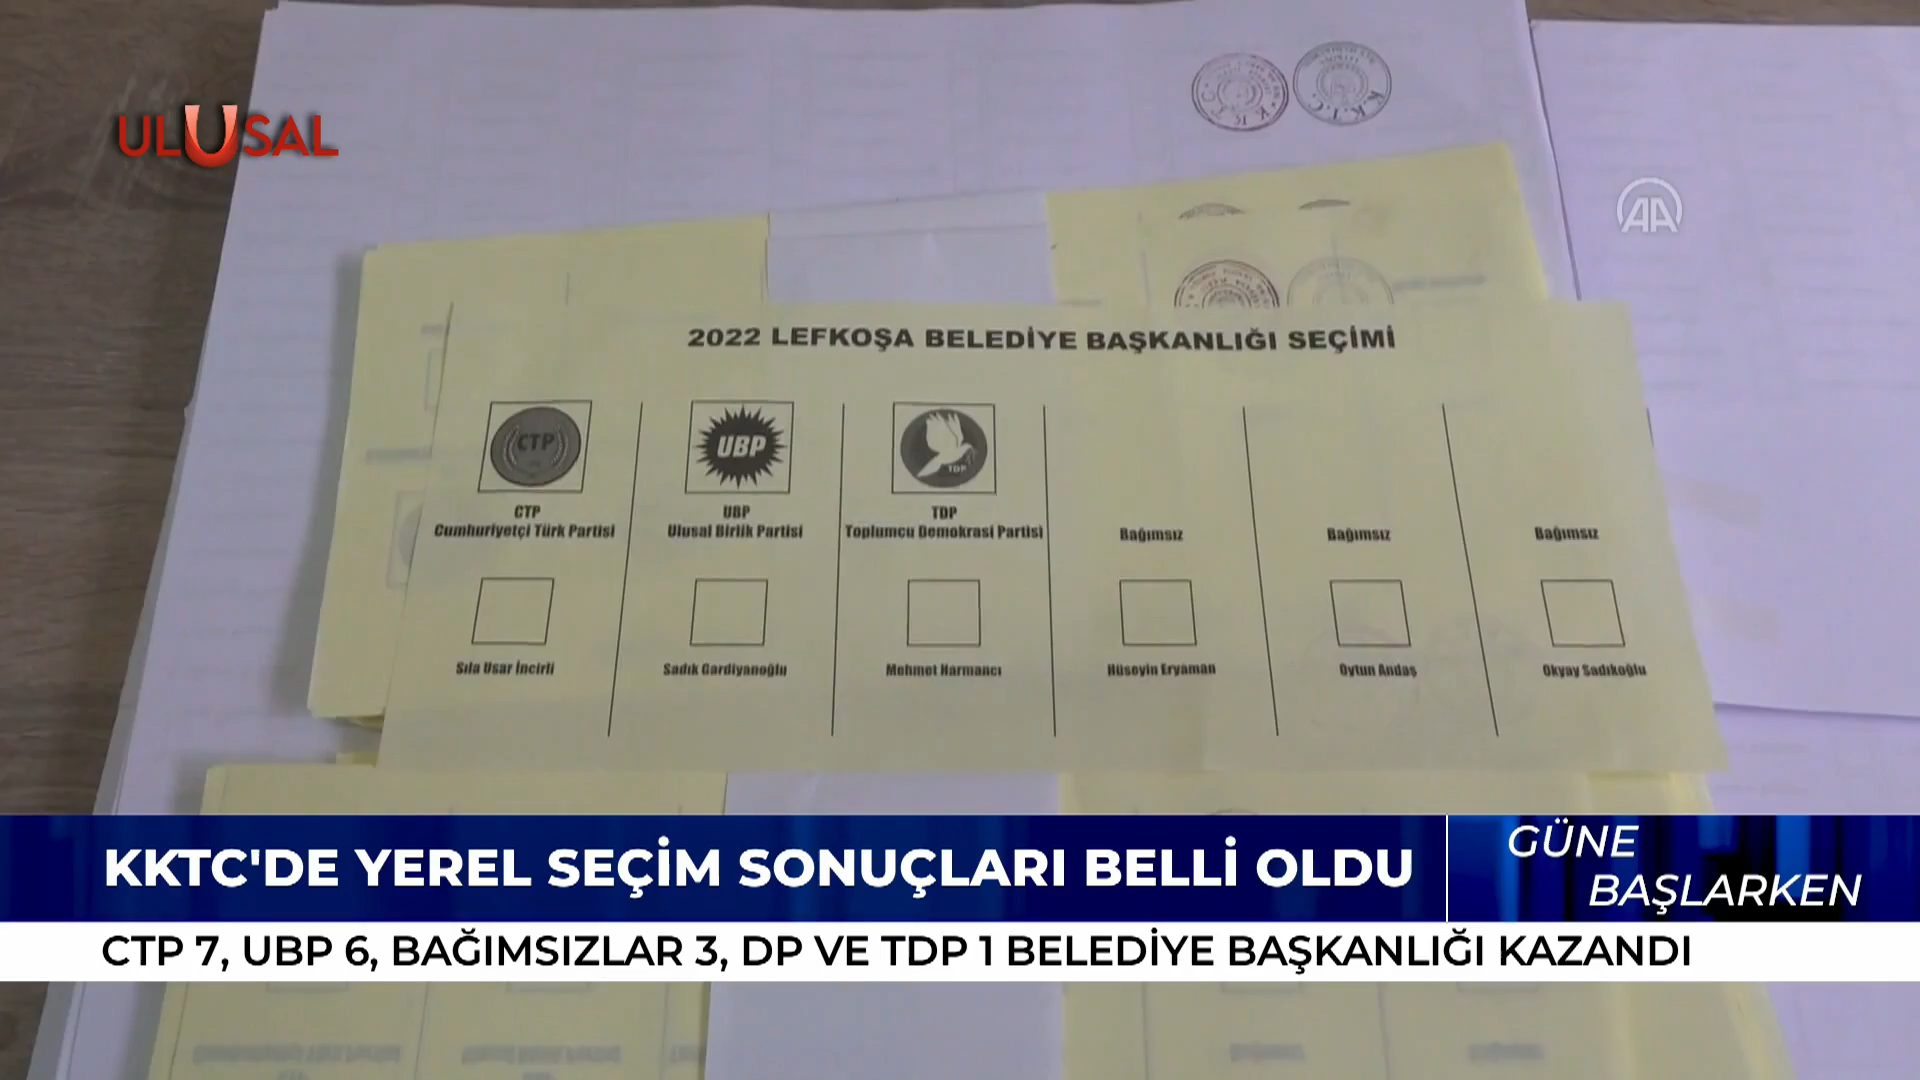 ULUSAL
K.K.T.C.
K.K.T.C.
AA
2022 LEFKOŞA BELEDİYE BAŞKANLIĞI SEÇİMİ
CTP
UBP
TDP
CTP
Cumhuriyetçi Türk Partisi
UBP
Ulusal Birlik Partisi
TDP
Toplumcu Demokrasi Partisi
Bağımsız
Bağımsız
Bağımsız
Sıla Usar İncirli
Sadık Gardiyanoğlu
Mehmet Harmancı
Hüseyin Eryaman
Oytun Andaş
Okyay Sadıkoğlu
KKTC'DE YEREL SEÇİM SONUÇLARI BELLİ OLDU
GÜNE
BAŞLARKEN
CTP 7, UBP 6, BAĞIMSIZLAR 3, DP VE TDP 1 BELEDİYE BAŞKANLIĞI KAZANDI